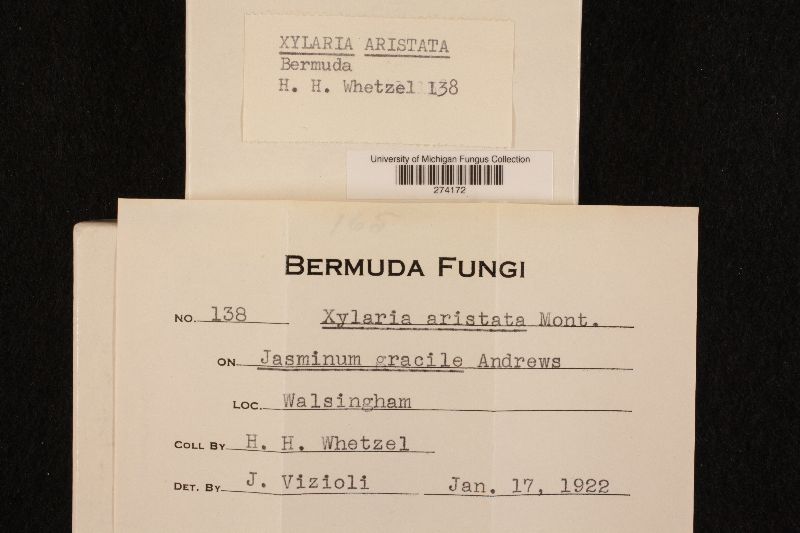 XYLARIA ARISTATA
Bermuda
H. H. Whetzel 138
University of Michigan Fungus Collection
274172
165
BERMUDA FUNGI
NO. 138 Xylaria aristata Mont.
ON Jasminum gracile Andrews
LOC. Walsingham
COLL BY H. H. Whetzel
DET. BY J. Vizioli Jan. 17, 1922